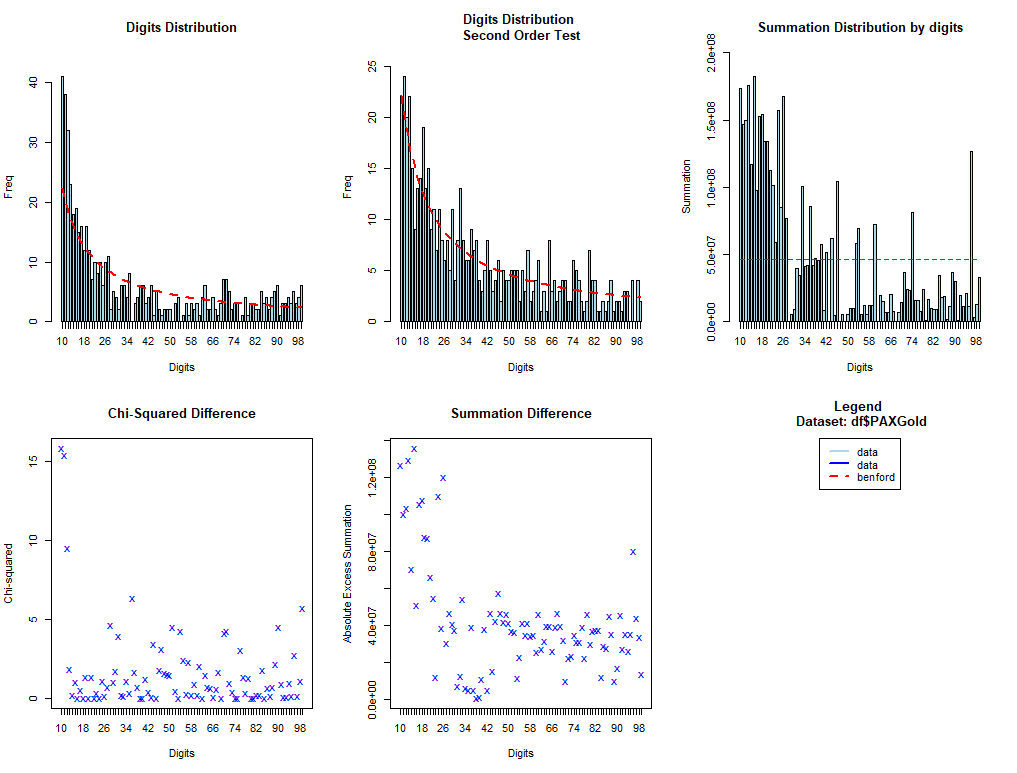 Digits Distribution
Freq
0
10
20
30
40
10 18 26 34 42 50 58 66 74 82 90 98
Digits
Digits Distribution
Second Order Test
Freq
0
5
10
15
20
25
10 18 26 34 42 50 58 66 74 82 90 98
Digits
Summation Distribution by digits
Summation
0.0e+00
5.0e+07
1.0e+08
1.5e+08
2.0e+08
10 18 26 34 42 50 58 66 74 82 90 98
Digits
Chi-Squared Difference
Chi-squared
0
5
10
15
10 18 26 34 42 50 58 66 74 82 90 98
Digits
Summation Difference
Absolute Excess Summation
0.0e+00
4.0e+07
8.0e+07
1.2e+08
10 18 26 34 42 50 58 66 74 82 90 98
Digits
Legend
Dataset: df$PAXGold
data
data
benford